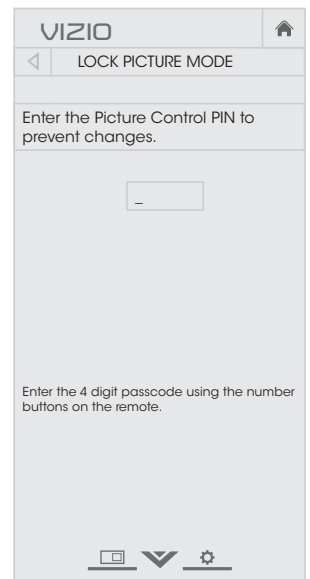 VIZIO
LOCK PICTURE MODE
Enter the Picture Control PIN to
prevent changes.
_
Enter the 4 digit passcode using the number
buttons on the remote.